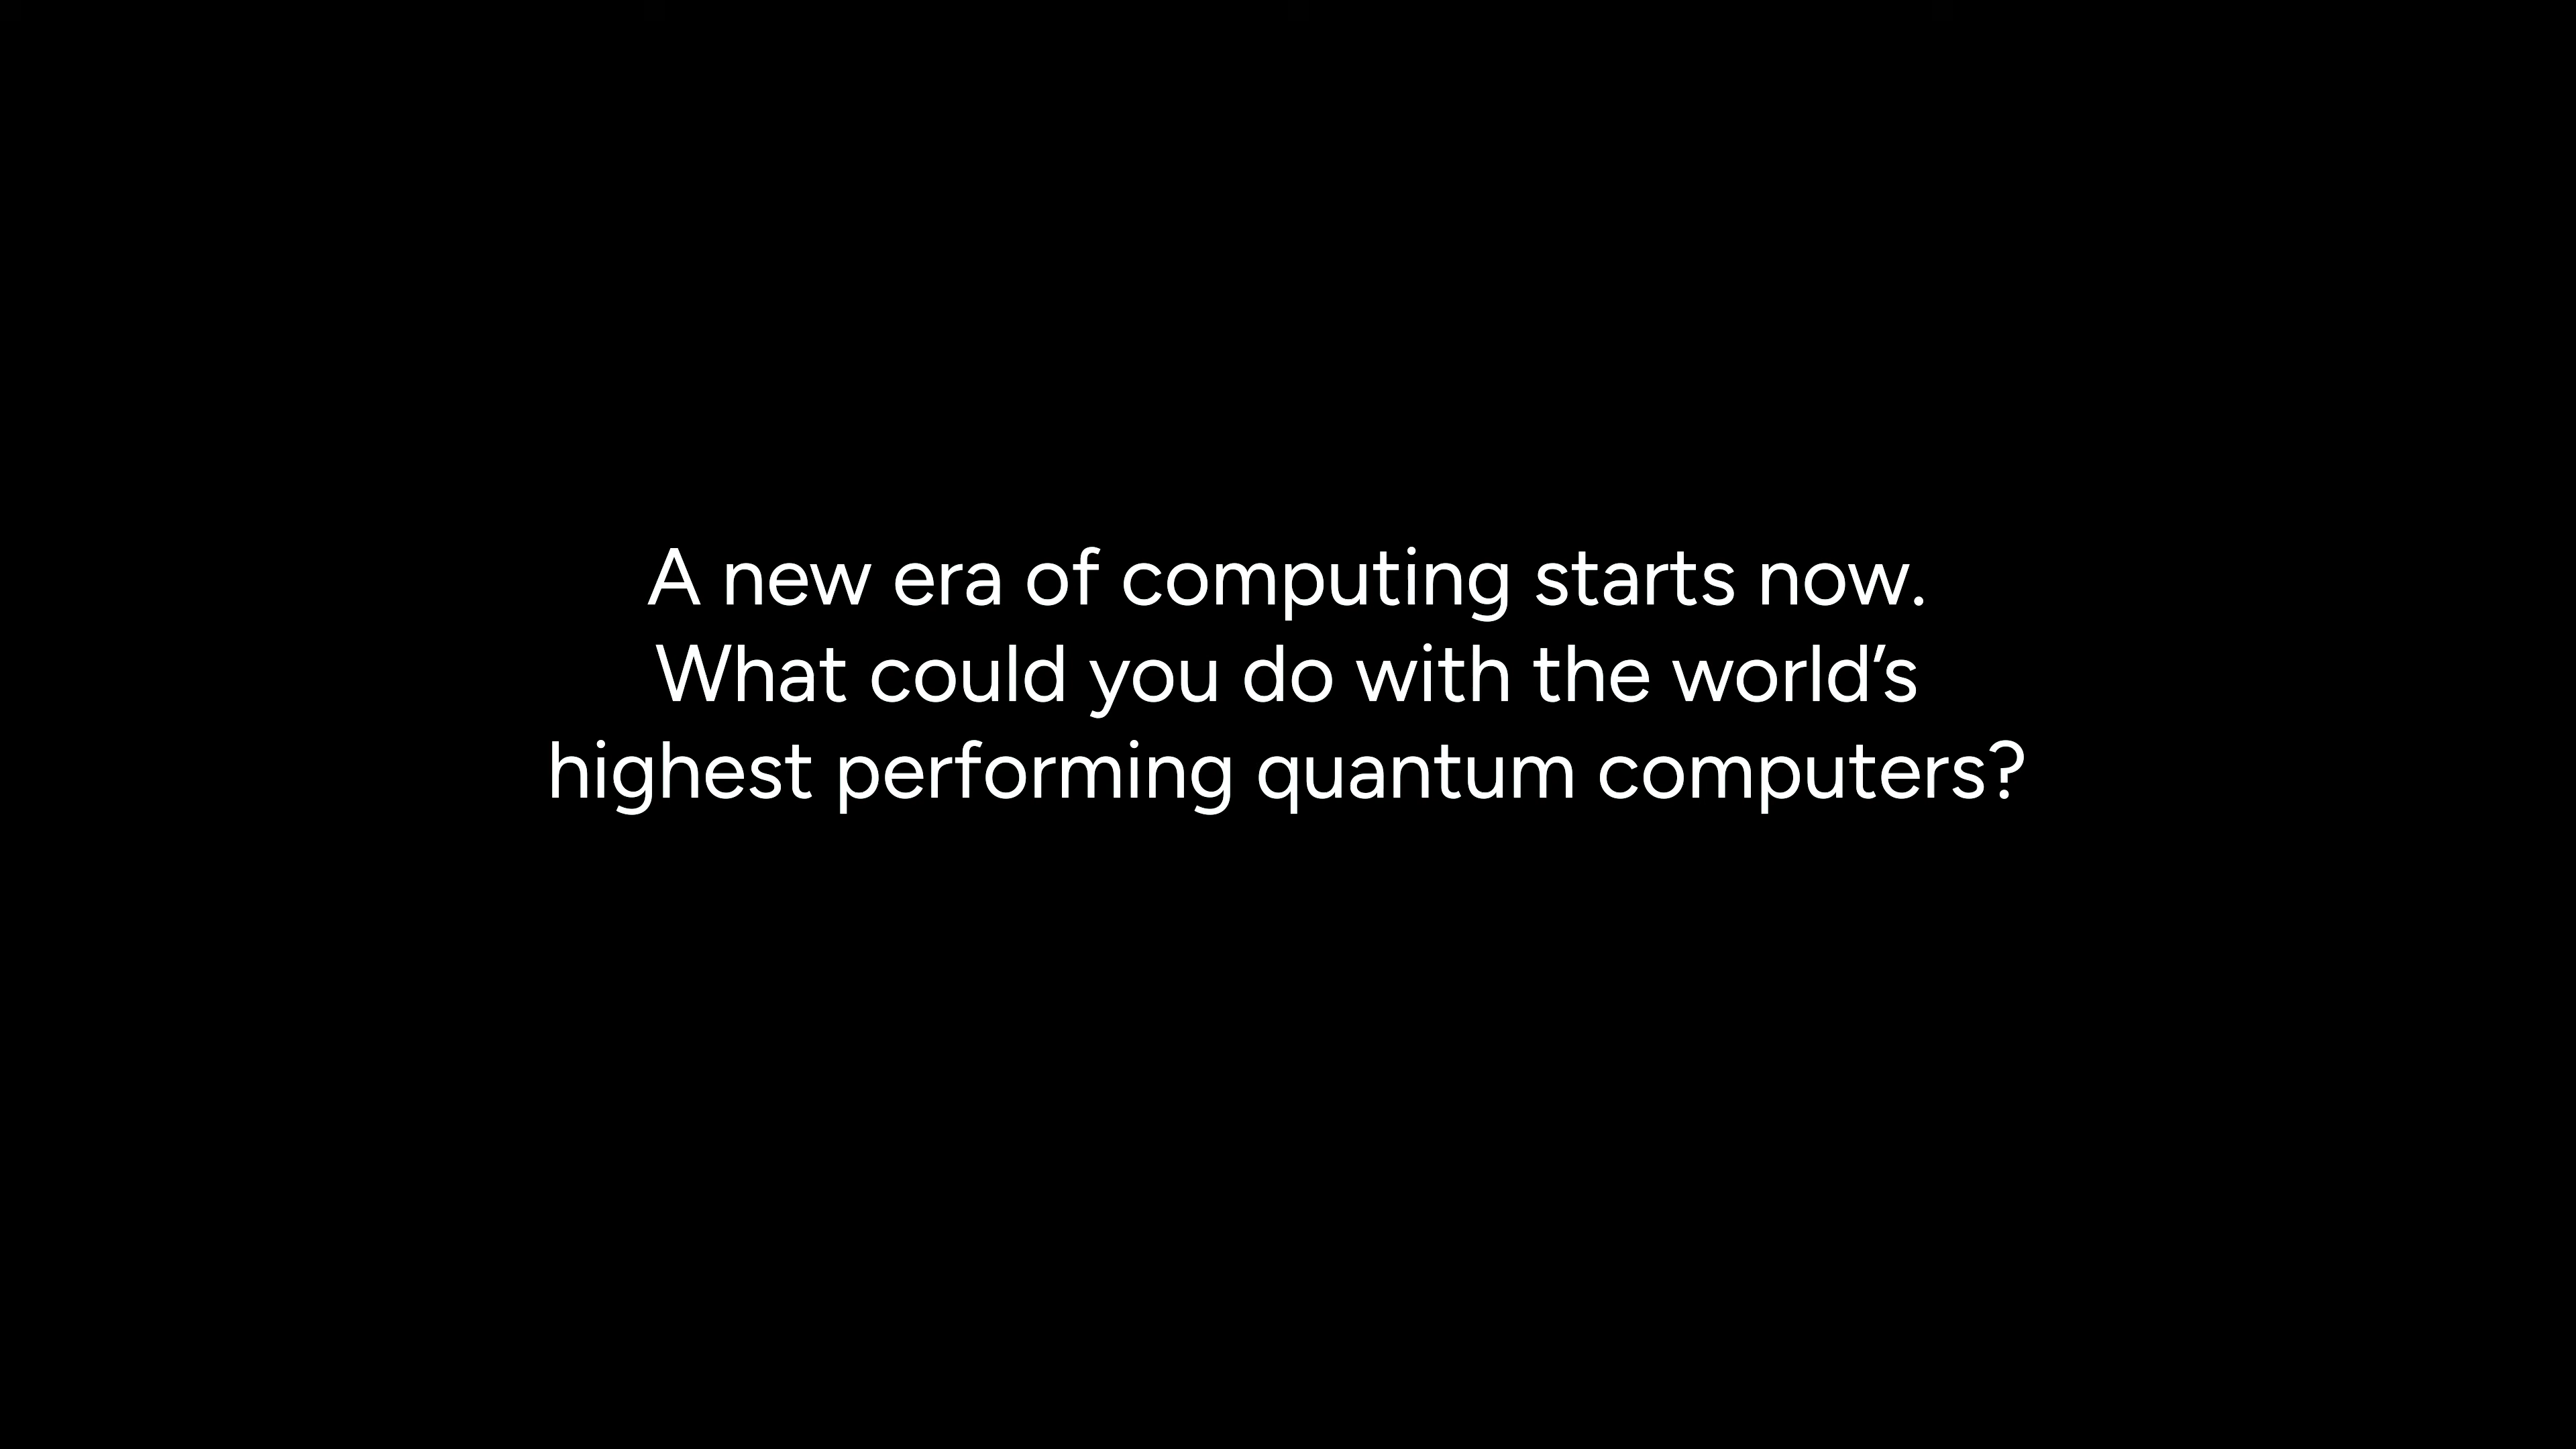 A new era of computing starts now.
What could you do with the world’s
highest performing quantum computers?